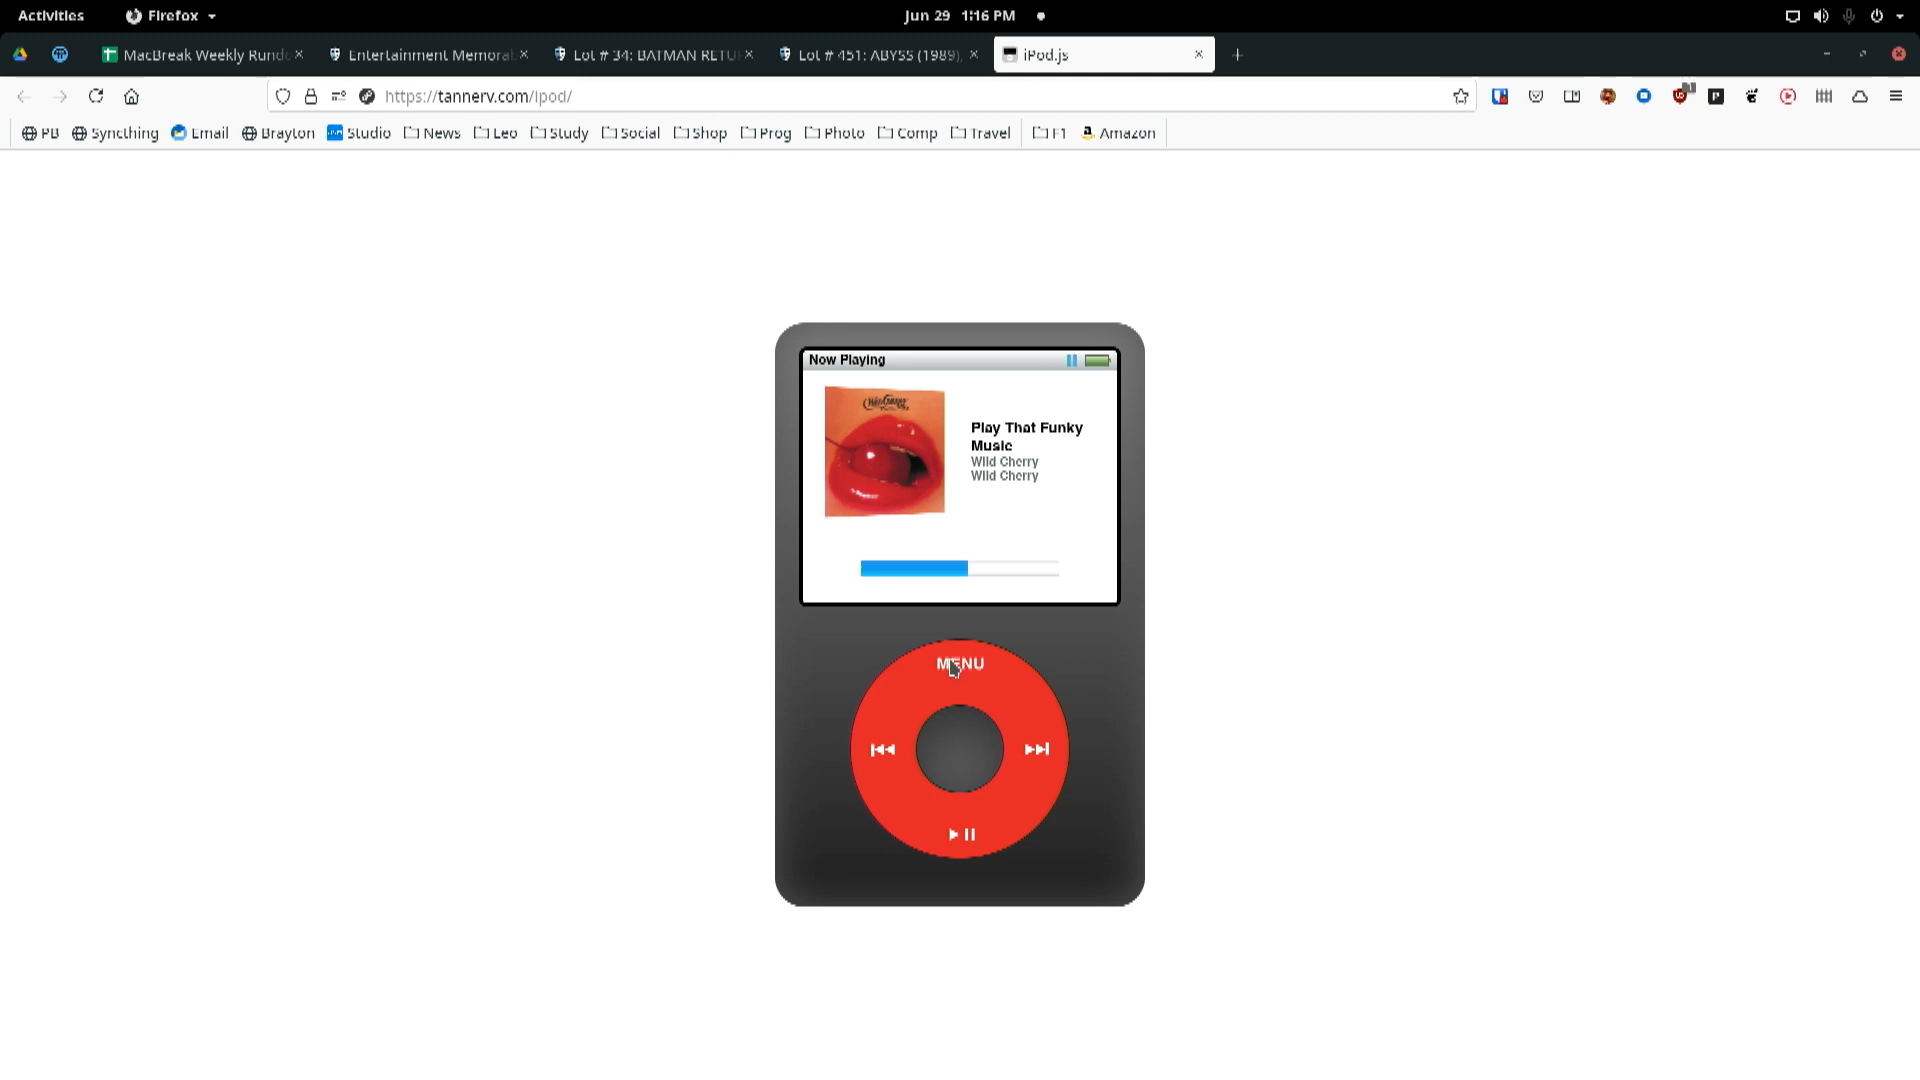 Activities Firefox Jun 29 1:16 PM
MacBreak Weekly Rund Entertainment Memorab Lot # 34: BATMAN RETU Lot # 451: ABYSS (1989), iPod.js
https://tannerv.com/ipod/
PB Syncthing Email Brayton Studio News Leo Study Social Shop Prog Photo Comp Travel F1 Amazon
Now Playing
Play That Funky
Music
Wild Cherry
Wild Cherry
MENU